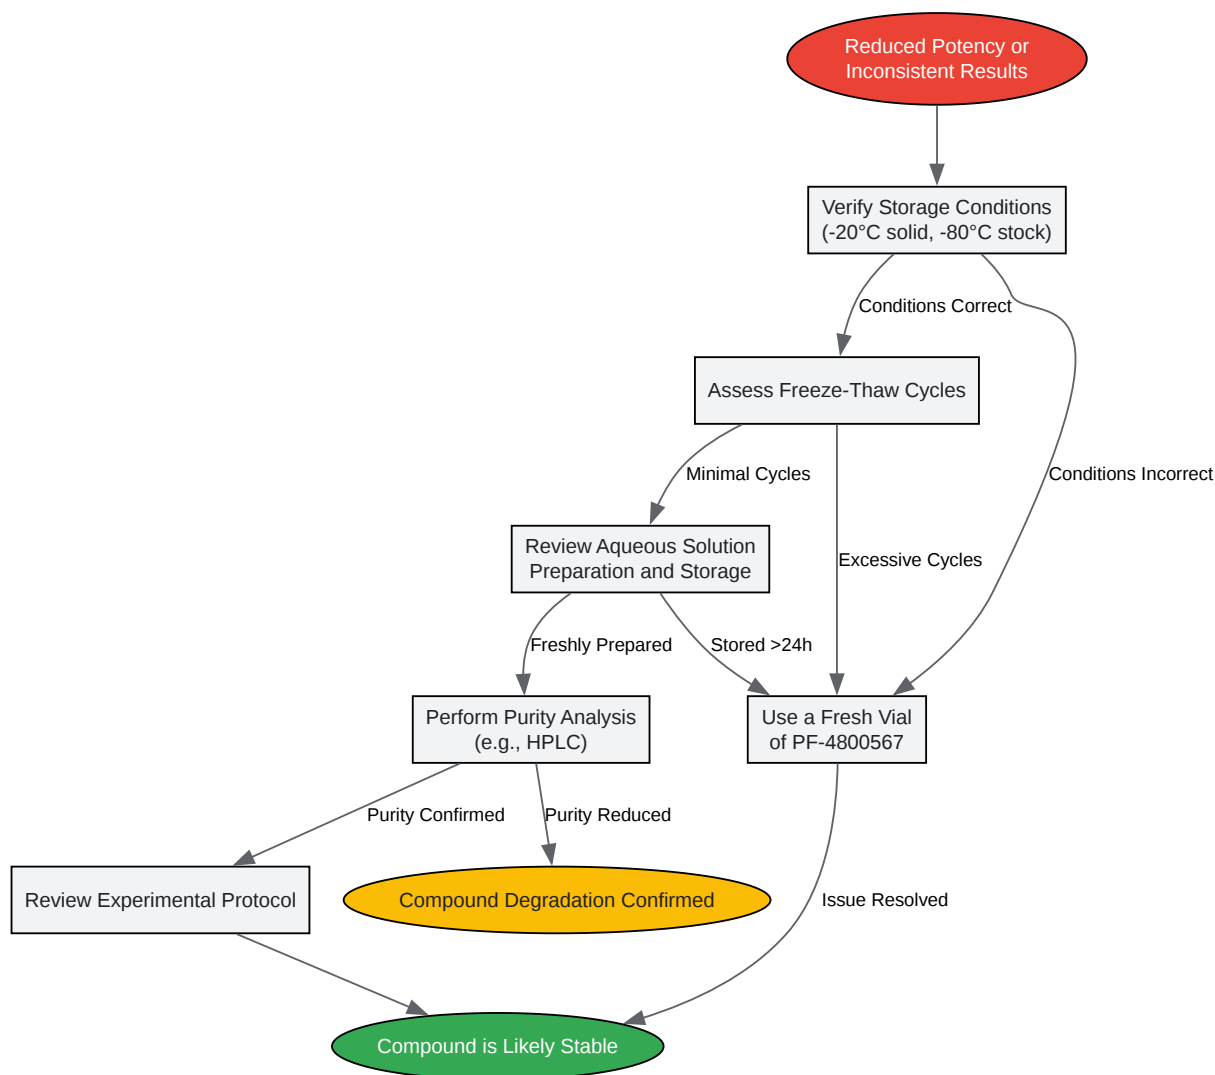 Reduced Potency or
Inconsistent Results
Verify Storage Conditions
(-20°C solid, -80°C stock)
Conditions Correct
Assess Freeze-Thaw Cycles
Minimal Cycles
Conditions Incorrect
Review Aqueous Solution
Preparation and Storage
Excessive Cycles
Freshly Prepared
Stored >24h
Perform Purity Analysis
(e.g., HPLC)
Use a Fresh Vial
of PF-4800567
Purity Confirmed
Purity Reduced
Review Experimental Protocol
Compound Degradation Confirmed
Issue Resolved
Compound is Likely Stable